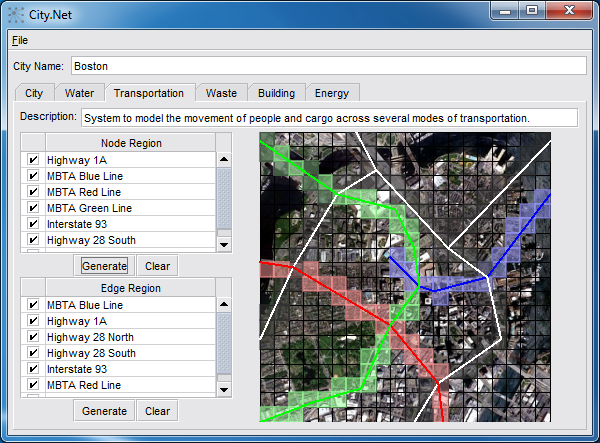 City.Net
File
City Name: Boston
City Water Transportation Waste Building Energy
Description: System to model the movement of people and cargo across several modes of transportation.
Node Region
Highway 1A
MBTA Blue Line
MBTA Red Line
MBTA Green Line
Interstate 93
Highway 28 South
Generate Clear
Edge Region
MBTA Blue Line
Highway 1A
Highway 28 North
Highway 28 South
Interstate 93
MBTA Red Line
Generate Clear